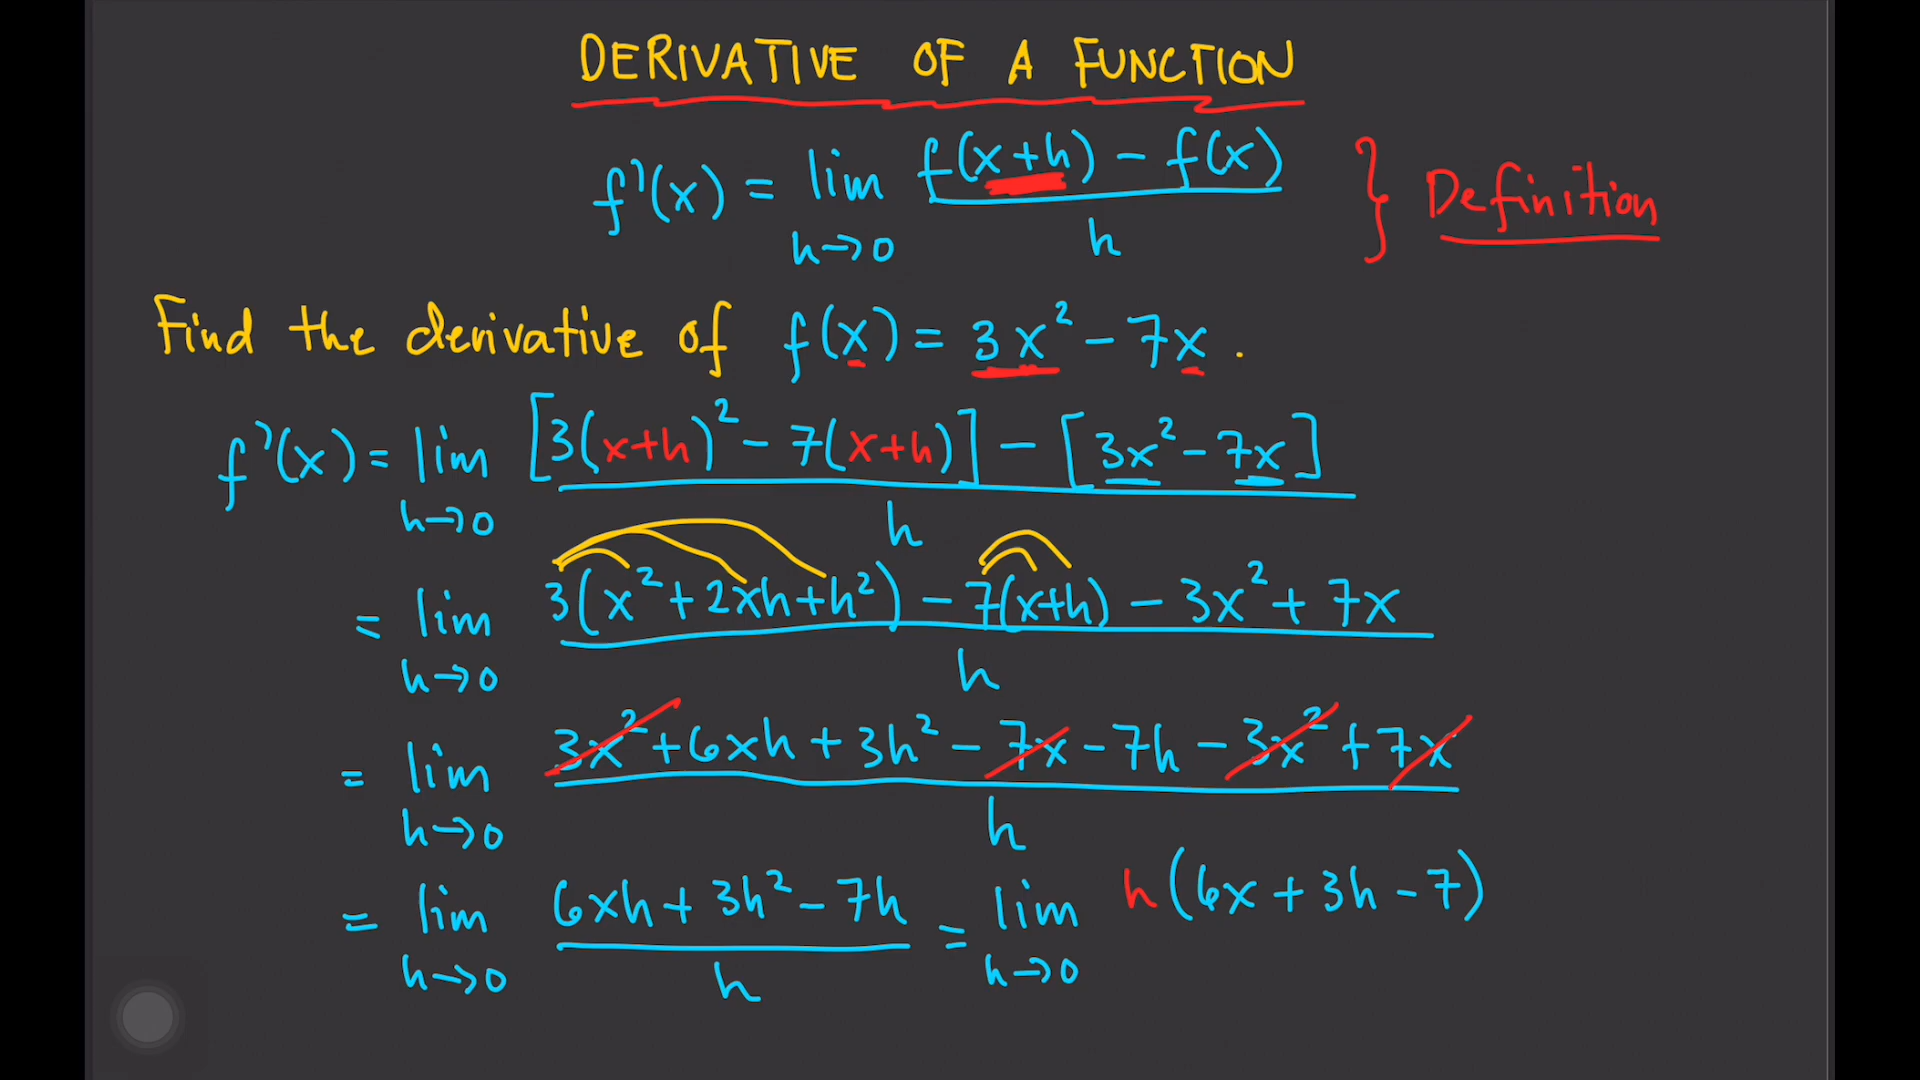 DERIVATIVE OF A FUNCTION
f'(x) = lim h→0 f(x+h) - f(x) / h } Definition
Find the derivative of f(x) = 3x² - 7x .
f'(x) = lim h→0 [3(x+h)² - 7(x+h)] - [3x² - 7x] / h
= lim h→0 3(x² + 2xh + h²) - 7(x+h) - 3x² + 7x / h
= lim h→0 3x² + 6xh + 3h² - 7x - 7h - 3x² + 7x / h
= lim h→0 6xh + 3h² - 7h / h = lim h→0 h(6x + 3h - 7)